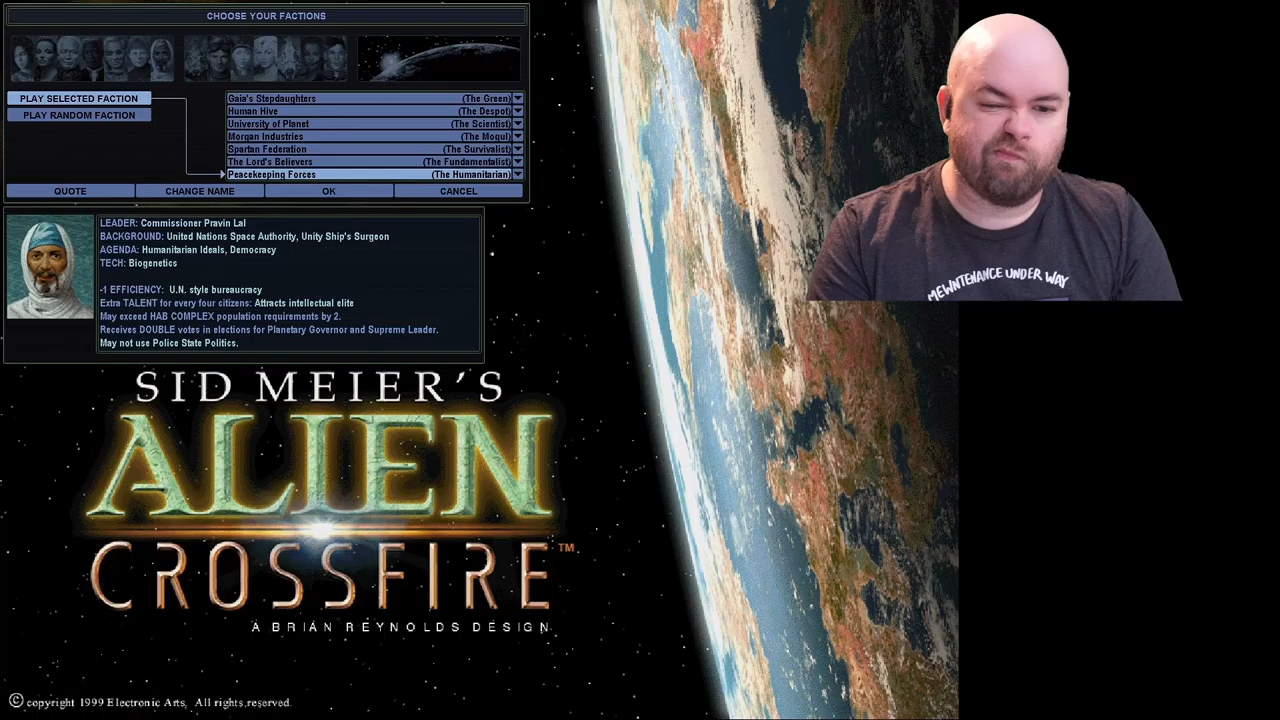 CHOOSE YOUR FACTIONS
PLAY SELECTED FACTION
PLAY RANDOM FACTION
Gaia's Stepdaughters (The Green)
Human Hive (The Despot)
University of Planet (The Scientist)
Morgan Industries (The Mogul)
Spartan Federation (The Survivalist)
The Lord's Believers (The Fundamentalist)
Peacekeeping Forces (The Humanitarian)
QUOTE CHANGE NAME OK CANCEL
LEADER: Commissioner Pravin Lal
BACKGROUND: United Nations Space Authority, Unity Ship's Surgeon
AGENDA: Humanitarian Ideals, Democracy
TECH: Biogenetics
-1 EFFICIENCY: U.N. style bureaucracy
Extra TALENT for every four citizens: Attracts intellectual elite
May exceed HAB COMPLEX population requirements by 2.
Receives DOUBLE votes in elections for Planetary Governor and Supreme Leader.
May not use Police State Politics.
MEWNTENANCE UNDER WAY
SID MEIER'S
ALIEN
CROSSFIRE™
A BRIAN REYNOLDS DESIGN
© copyright 1999 Electronic Arts, All rights reserved.